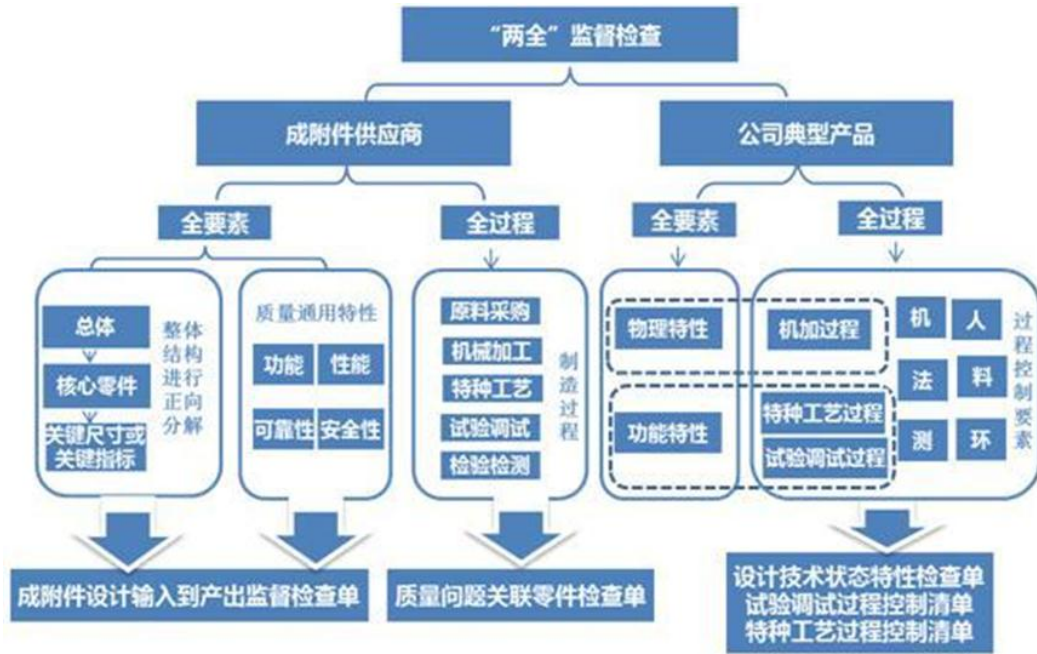 “两全”监督检查
成附件供应商
公司典型产品
全要素
全过程
全要素
全过程
总体
核心零件
关键尺寸或
关键指标
整体
结构
进行
正向
分解
质量通用特性
功能
性能
可靠性
安全性
原料采购
机械加工
特种工艺
试验调试
检验检测
制造过程
物理特性
功能特性
机加过程
特种工艺过程
试验调试过程
机
人
法
料
测
环
过程控制要素
成附件设计输入到产出监督检查单
质量问题关联零件检查单
设计技术状态特性检查单
试验调试过程控制清单
特种工艺过程控制清单